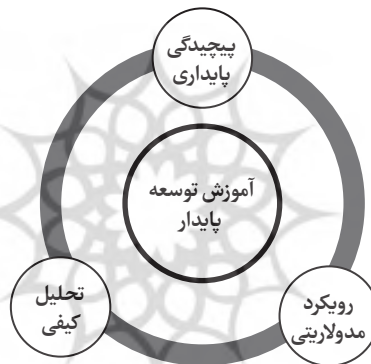 پیچیدگی
پایداری
آموزش توسعه
پایدار
رویکرد
مدولاریتی
تحلیل
کیفی